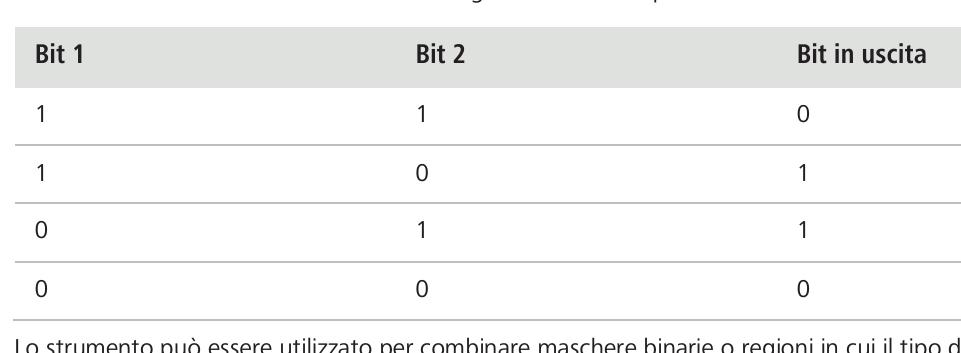 Bit 1 Bit 2 Bit in uscita
1 1 0
1 0 1
0 1 1
0 0 0
Lo strumento può essere utilizzato per combinare maschere binarie o regioni in cui il tipo d